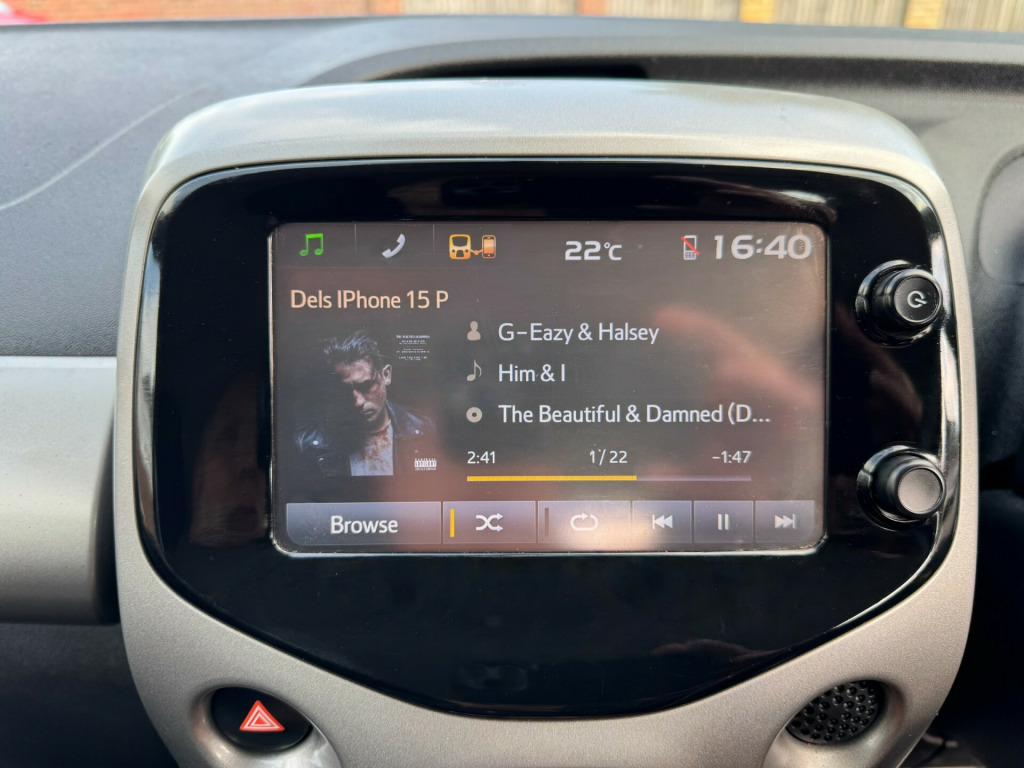 22°C
16:40
Dels IPhone 15 P
G-Eazy & Halsey
Him & I
The Beautiful & Damned (D...
2:41 1/22 -1:47
Browse